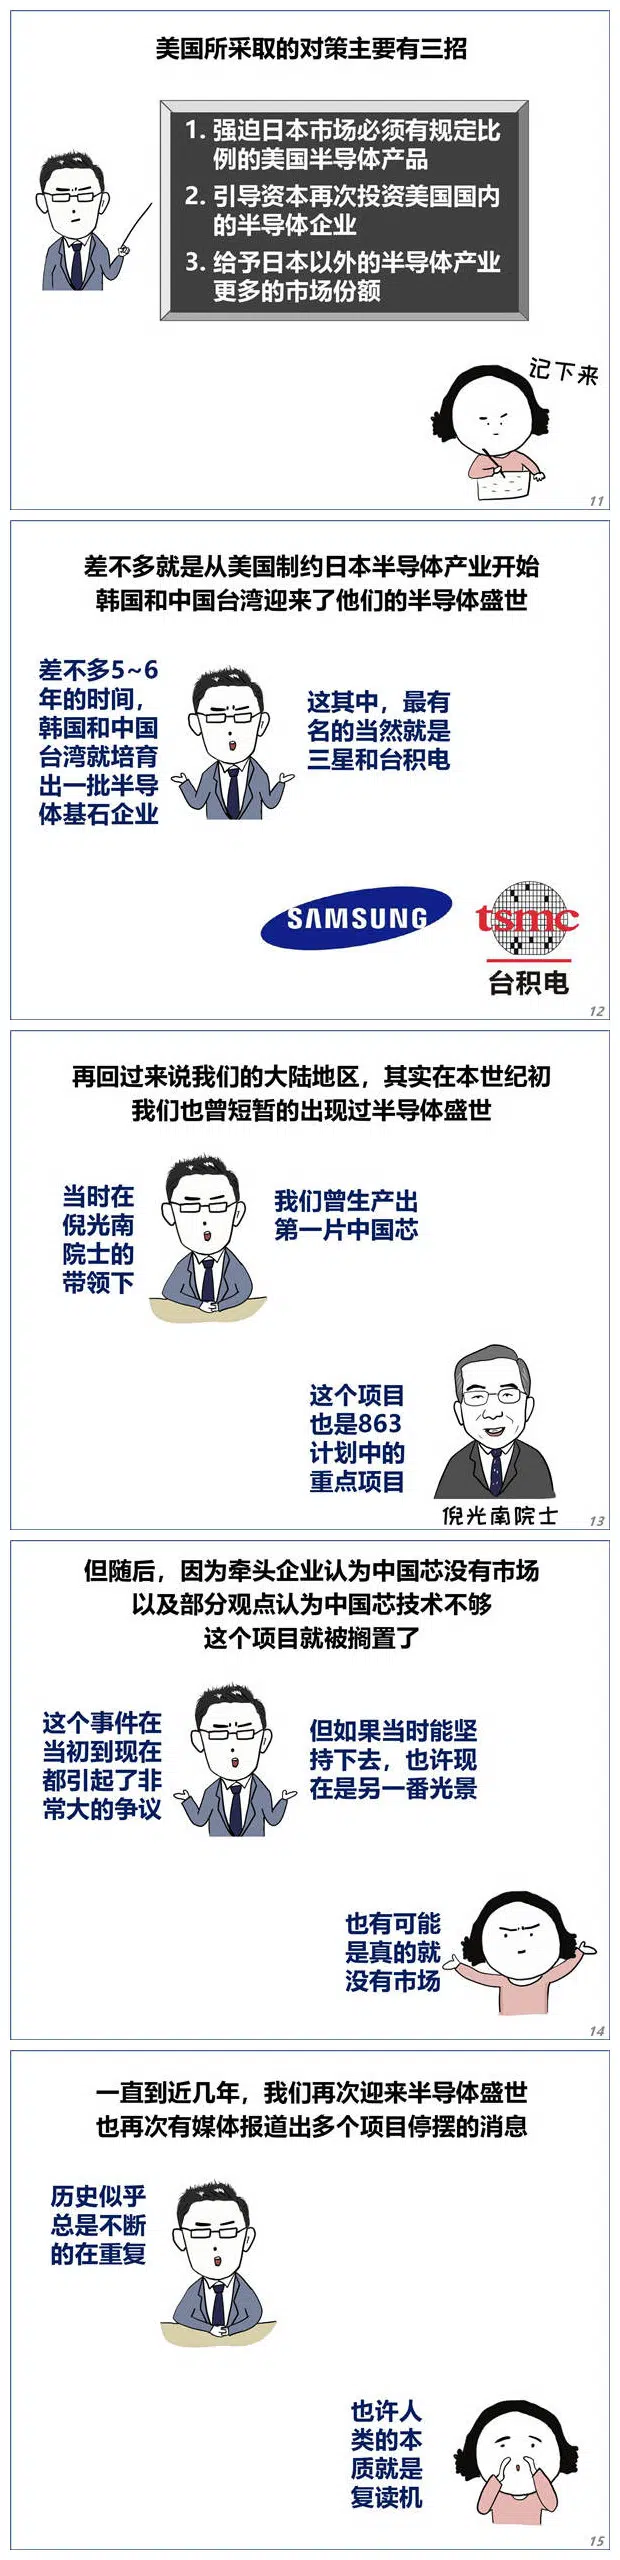 美国所采取的对策主要有三招
1. 强迫日本市场必须有规定比
例的美国半导体产品
2. 引导资本再次投资美国国内
的半导体企业
3. 给予日本以外的半导体产业
更多的市场份额
记下来
11
差不多就是从美国制约日本半导体产业开始
韩国和中国台湾迎来了他们的半导体盛世
差不多5~6
年的时间，
韩国和中国
台湾就培育
出一批半导
体基石企业
这其中，最有
名的当然就是
三星和台积电
SAMSUNG
tsmc
台积电
12
再回过来说我们的大陆地区，其实在本世纪初
我们也曾短暂的出现过半导体盛世
当时在
倪光南
院士的
带领下
我们曾生产出
第一片中国芯
这个项目
也是863
计划中的
重点项目
倪光南院士
13
但随后，因为牵头企业认为中国芯没有市场
以及部分观点认为中国芯技术不够
这个项目就被搁置了
这个事件在
当初到现在
都引起了非
常大的争议
但如果当时能坚
持下去，也许现
在是另一番光景
也有可能
是真的就
没有市场
14
一直到近几年，我们再次迎来半导体盛世
也再次有媒体报道出多个项目停摆的消息
历史似乎
总是不断
的在重复
也许人
类的本
质就是
复读机
15